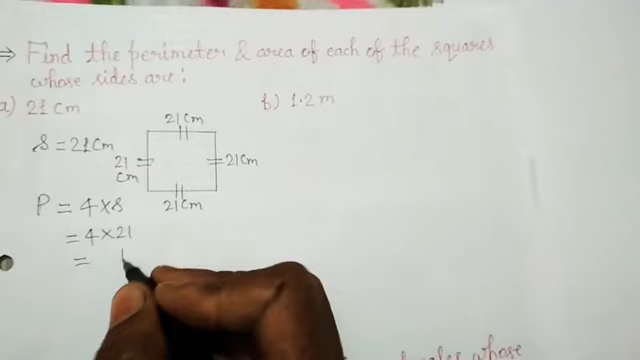 ⇒ Find the perimeter & area of each of the squares
whose sides are :
a) 21 cm
b) 1.2 m
21 cm
S = 21 cm
21 cm
21 cm
P = 4 × S
21 cm
= 4 × 21
=
whose